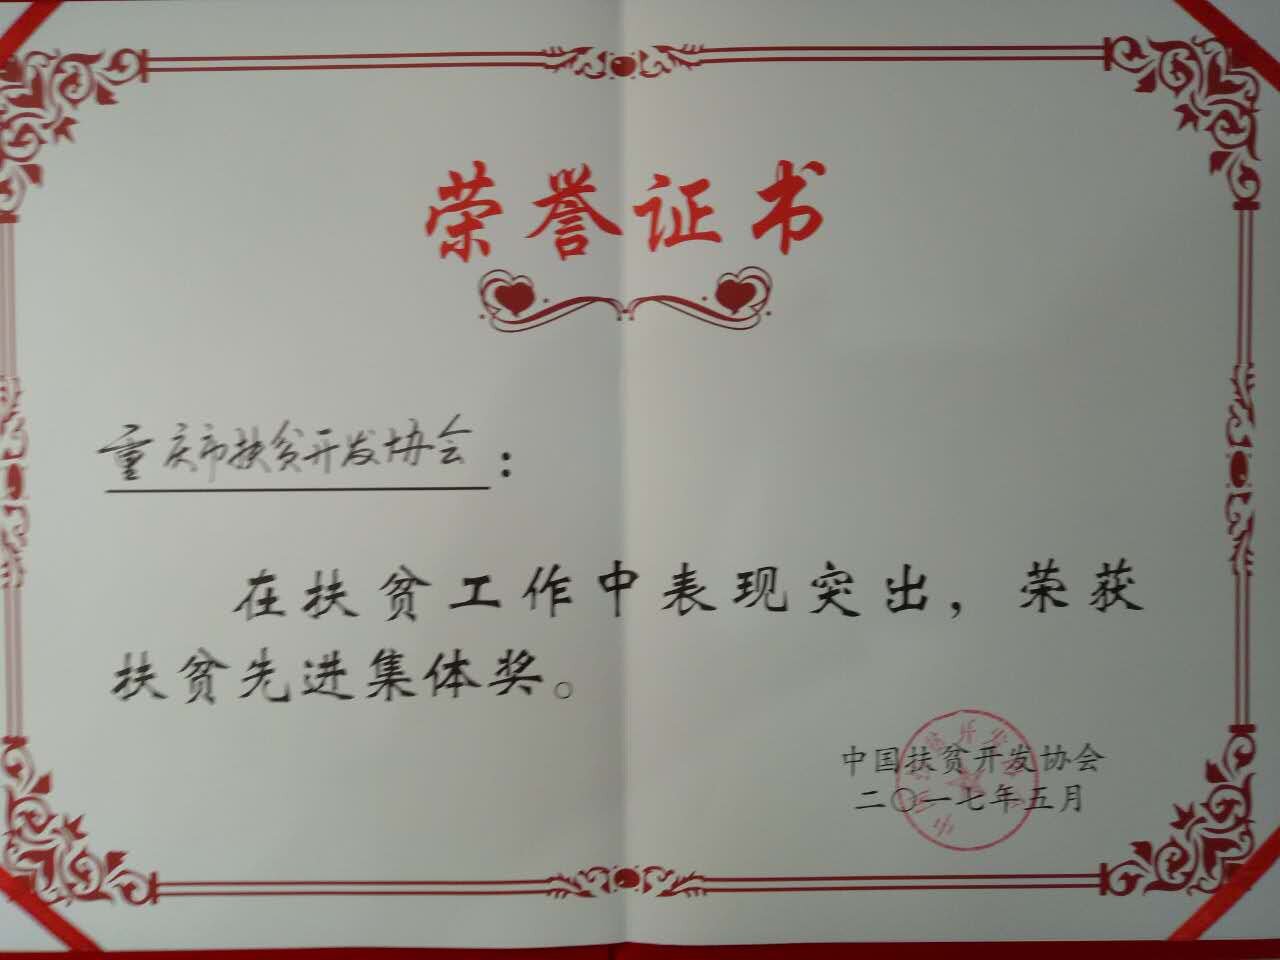 荣誉证书
重庆市扶贫开发协会：
在扶贫工作中表现突出，荣获
扶贫先进集体奖。
中国扶贫开发协会
二〇一七年五月